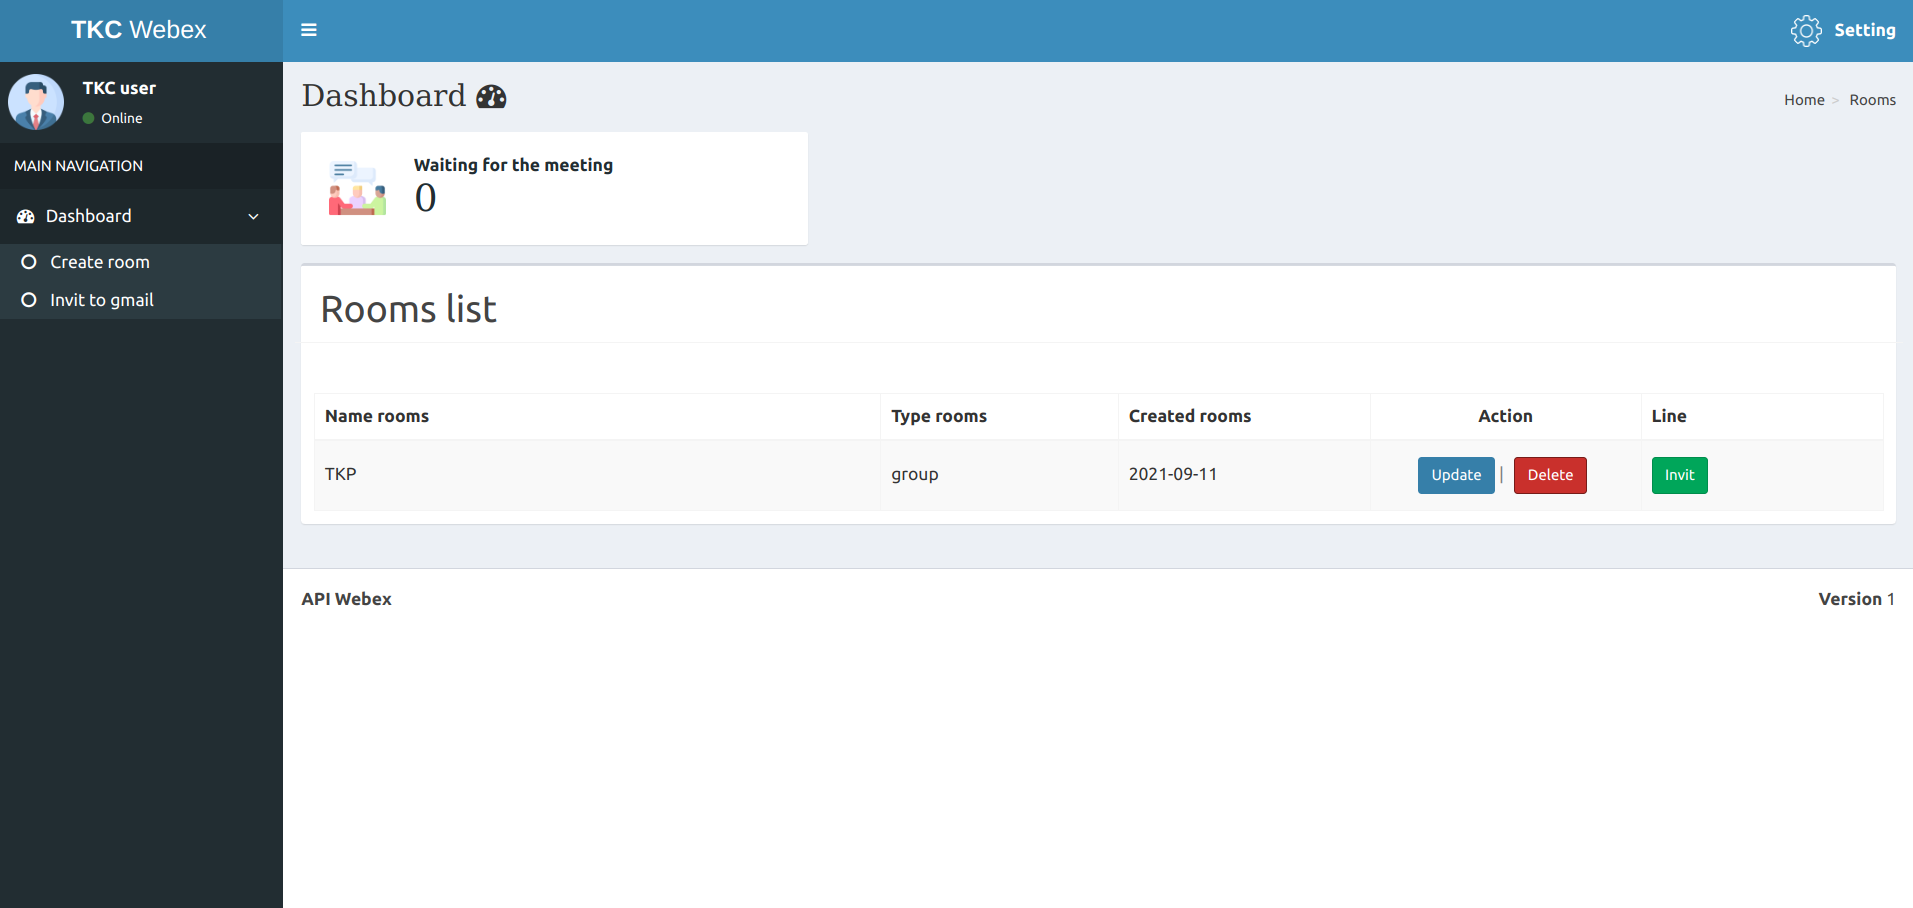 TKC Webex
Setting
TKC user
Online
MAIN NAVIGATION
Dashboard
Create room
Invit to gmail
Dashboard
Home > Rooms
Waiting for the meeting
0
Rooms list
Name rooms Type rooms Created rooms Action Line
TKP group 2021-09-11 Update | Delete Invit
API Webex
Version 1